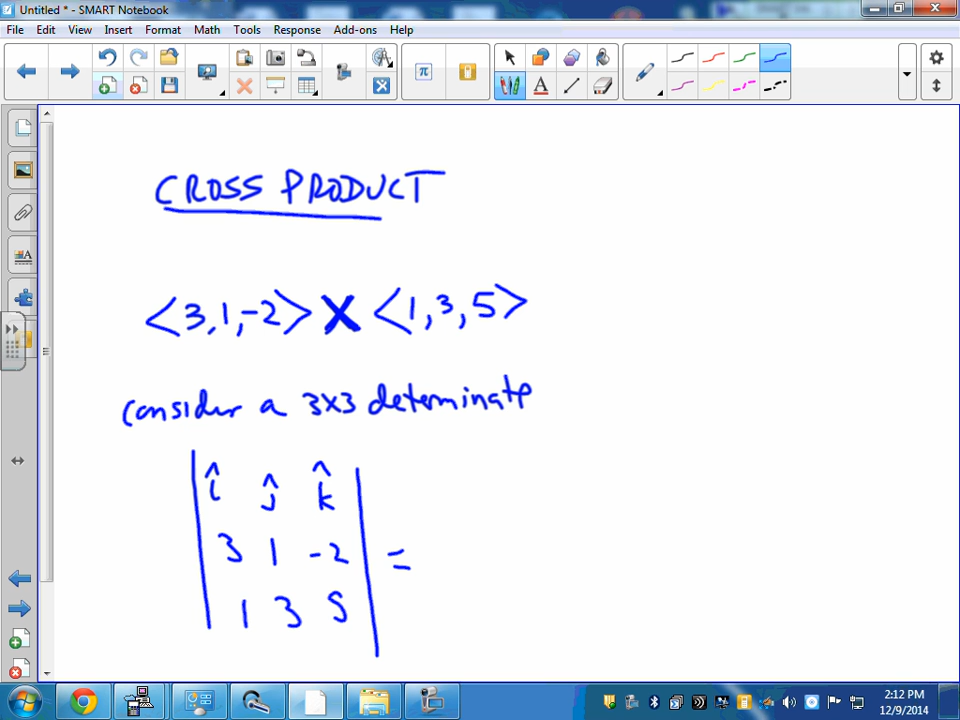 Untitled * - SMART Notebook
File Edit View Insert Format Math Tools Response Add-ons Help
CROSS PRODUCT
<3,1,-2> X <1,3,5>
consider a 3x3 determinate
î ĵ k̂
3 1 -2 =
1 3 5
2:12 PM
12/9/2014